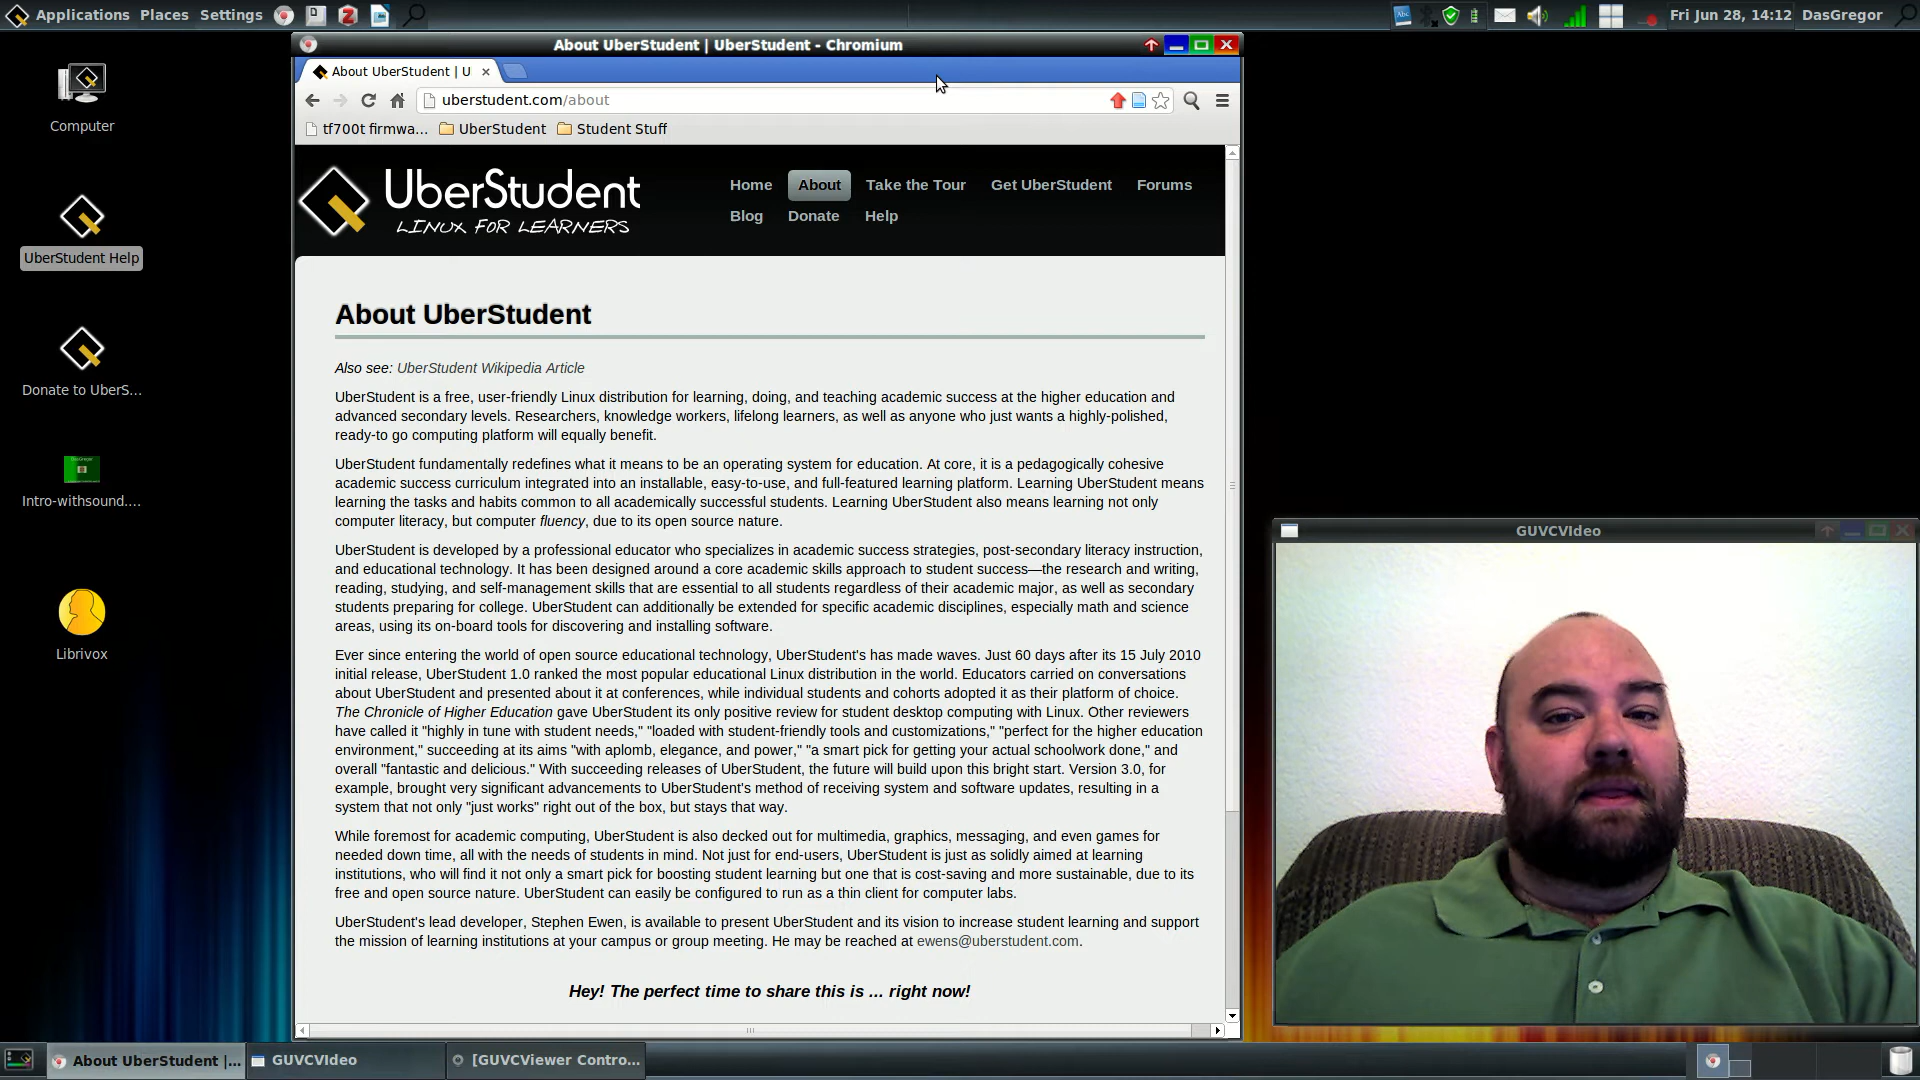 Applications Places Settings
Abc
Fri Jun 28, 14:12 DasGregor
About UberStudent | UberStudent - Chromium
About UberStudent | U
uberstudent.com/about
tf700t firmwa... UberStudent Student Stuff
UberStudent
LINUX FOR LEARNERS
Home About Take the Tour Get UberStudent Forums
Blog Donate Help
Computer
UberStudent Help
Donate to UberS...
Intro-withsound....
Librivox
About UberStudent
Also see: UberStudent Wikipedia Article
UberStudent is a free, user-friendly Linux distribution for learning, doing, and teaching academic success at the higher education and
advanced secondary levels. Researchers, knowledge workers, lifelong learners, as well as anyone who just wants a highly-polished,
ready-to go computing platform will equally benefit.
UberStudent fundamentally redefines what it means to be an operating system for education. At core, it is a pedagogically cohesive
academic success curriculum integrated into an installable, easy-to-use, and full-featured learning platform. Learning UberStudent means
learning the tasks and habits common to all academically successful students. Learning UberStudent also means learning not only
computer literacy, but computer fluency, due to its open source nature.
UberStudent is developed by a professional educator who specializes in academic success strategies, post-secondary literacy instruction,
and educational technology. It has been designed around a core academic skills approach to student success—the research and writing,
reading, studying, and self-management skills that are essential to all students regardless of their academic major, as well as secondary
students preparing for college. UberStudent can additionally be extended for specific academic disciplines, especially math and science
areas, using its on-board tools for discovering and installing software.
Ever since entering the world of open source educational technology, UberStudent's has made waves. Just 60 days after its 15 July 2010
initial release, UberStudent 1.0 ranked the most popular educational Linux distribution in the world. Educators carried on conversations
about UberStudent and presented about it at conferences, while individual students and cohorts adopted it as their platform of choice.
The Chronicle of Higher Education gave UberStudent its only positive review for student desktop computing with Linux. Other reviewers
have called it "highly in tune with student needs," "loaded with student-friendly tools and customizations," "perfect for the higher education
environment," succeeding at its aims "with aplomb, elegance, and power," "a smart pick for getting your actual schoolwork done," and
overall "fantastic and delicious." With succeeding releases of UberStudent, the future will build upon this bright start. Version 3.0, for
example, brought very significant advancements to UberStudent's method of receiving system and software updates, resulting in a
system that not only "just works" right out of the box, but stays that way.
While foremost for academic computing, UberStudent is also decked out for multimedia, graphics, messaging, and even games for
needed down time, all with the needs of students in mind. Not just for end-users, UberStudent is just as solidly aimed at learning
institutions, who will find it not only a smart pick for boosting student learning but one that is cost-saving and more sustainable, due to its
free and open source nature. UberStudent can easily be configured to run as a thin client for computer labs.
UberStudent's lead developer, Stephen Ewen, is available to present UberStudent and its vision to increase student learning and support
the mission of learning institutions at your campus or group meeting. He may be reached at ewens@uberstudent.com.
Hey! The perfect time to share this is ... right now!
GUVCVIdeo
About UberStudent |... GUVCVIdeo [GUVCViewer Contro...